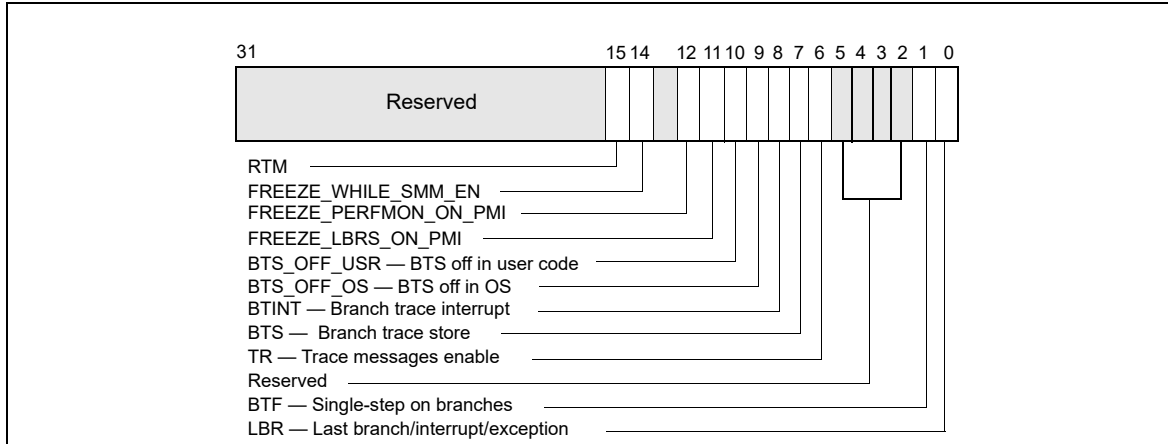 31 15 14 12 11 10 9 8 7 6 5 4 3 2 1 0
Reserved
RTM
FREEZE_WHILE_SMM_EN
FREEZE_PERFMON_ON_PMI
FREEZE_LBRS_ON_PMI
BTS_OFF_USR — BTS off in user code
BTS_OFF_OS — BTS off in OS
BTINT — Branch trace interrupt
BTS — Branch trace store
TR — Trace messages enable
Reserved
BTF — Single-step on branches
LBR — Last branch/interrupt/exception